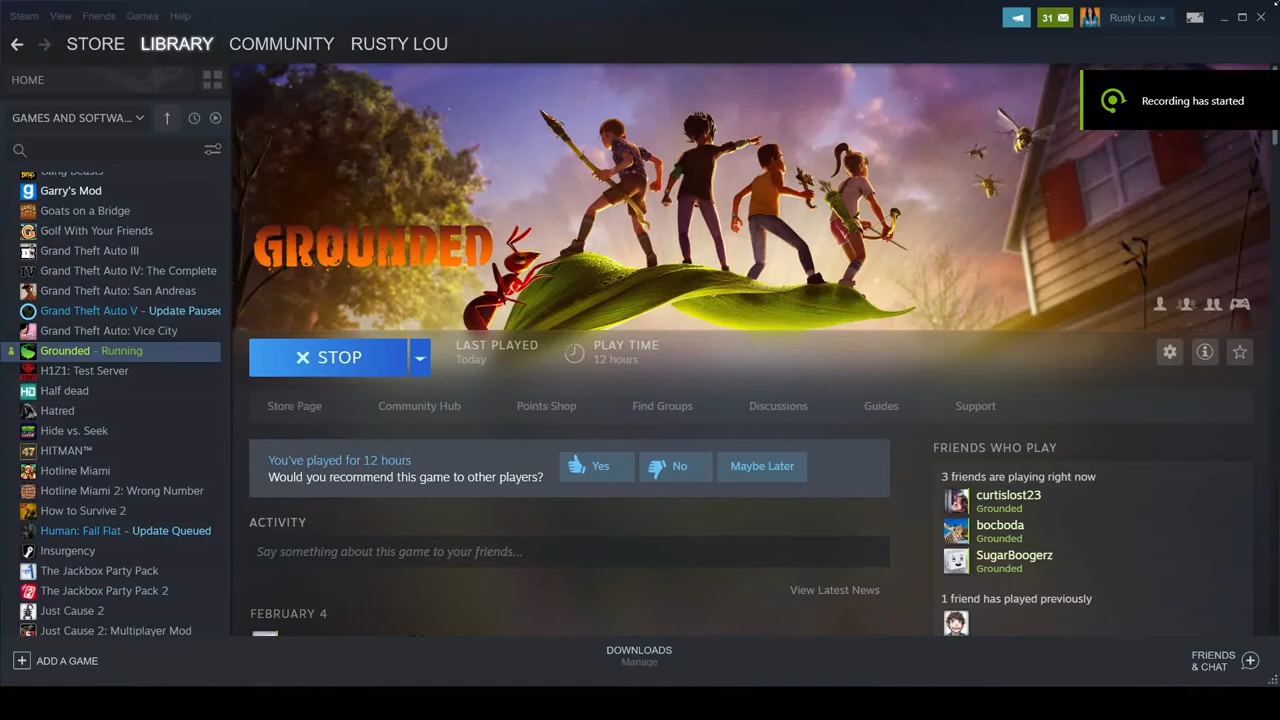 Steam View Friends Games Help
31 Rusty Lou
STORE LIBRARY COMMUNITY RUSTY LOU
HOME
Recording has started
GAMES AND SOFTWA...
Gang Beasts
Garry's Mod
Goats on a Bridge
Golf With Your Friends
Grand Theft Auto III
Grand Theft Auto IV: The Complete
Grand Theft Auto: San Andreas
Grand Theft Auto V - Update Paused
Grand Theft Auto: Vice City
Grounded - Running
H1Z1: Test Server
Half dead
Hatred
Hide vs. Seek
HITMAN™
Hotline Miami
Hotline Miami 2: Wrong Number
How to Survive 2
Human: Fall Flat - Update Queued
Insurgency
The Jackbox Party Pack
The Jackbox Party Pack 2
Just Cause 2
Just Cause 2: Multiplayer Mod
GROUNDED
STOP
LAST PLAYED
Today
PLAY TIME
12 hours
Store Page Community Hub Points Shop Find Groups Discussions Guides Support
You've played for 12 hours
Would you recommend this game to other players?
Yes No Maybe Later
ACTIVITY
Say something about this game to your friends...
View Latest News
FEBRUARY 4
FRIENDS WHO PLAY
3 friends are playing right now
curtislost23
Grounded
bocboda
Grounded
SugarBoogerz
Grounded
1 friend has played previously
ADD A GAME
DOWNLOADS
Manage
FRIENDS
& CHAT